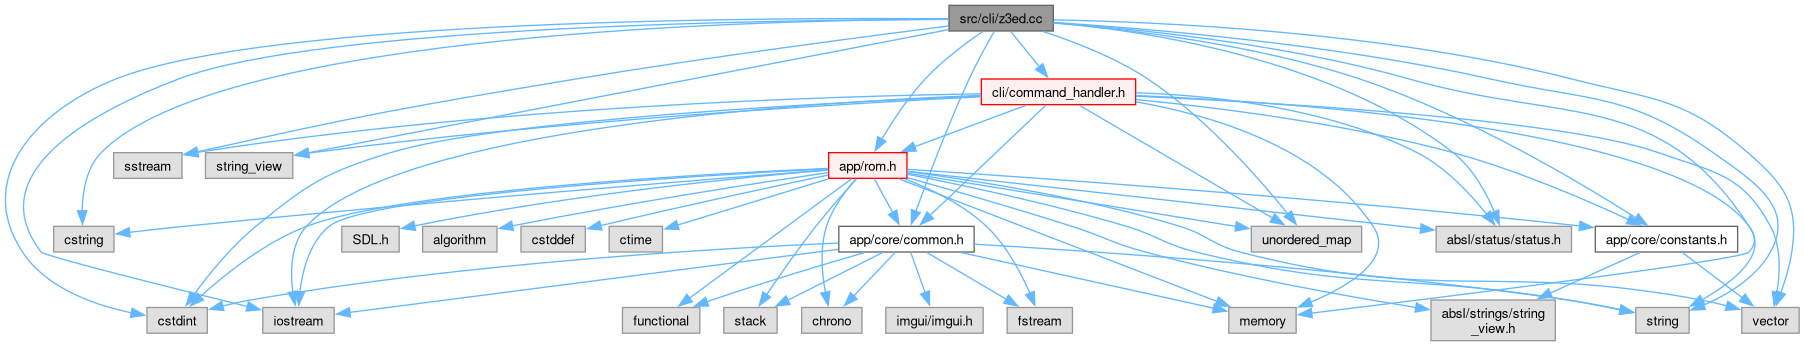 src/cli/z3ed.cc
cli/command_handler.h
sstream
string_view
app/rom.h
cstring
SDL.h
algorithm
cstddef
ctime
app/core/common.h
unordered_map
absl/status/status.h
app/core/constants.h
cstdint
iostream
functional
stack
chrono
imgui/imgui.h
fstream
memory
absl/strings/string
_view.h
string
vector